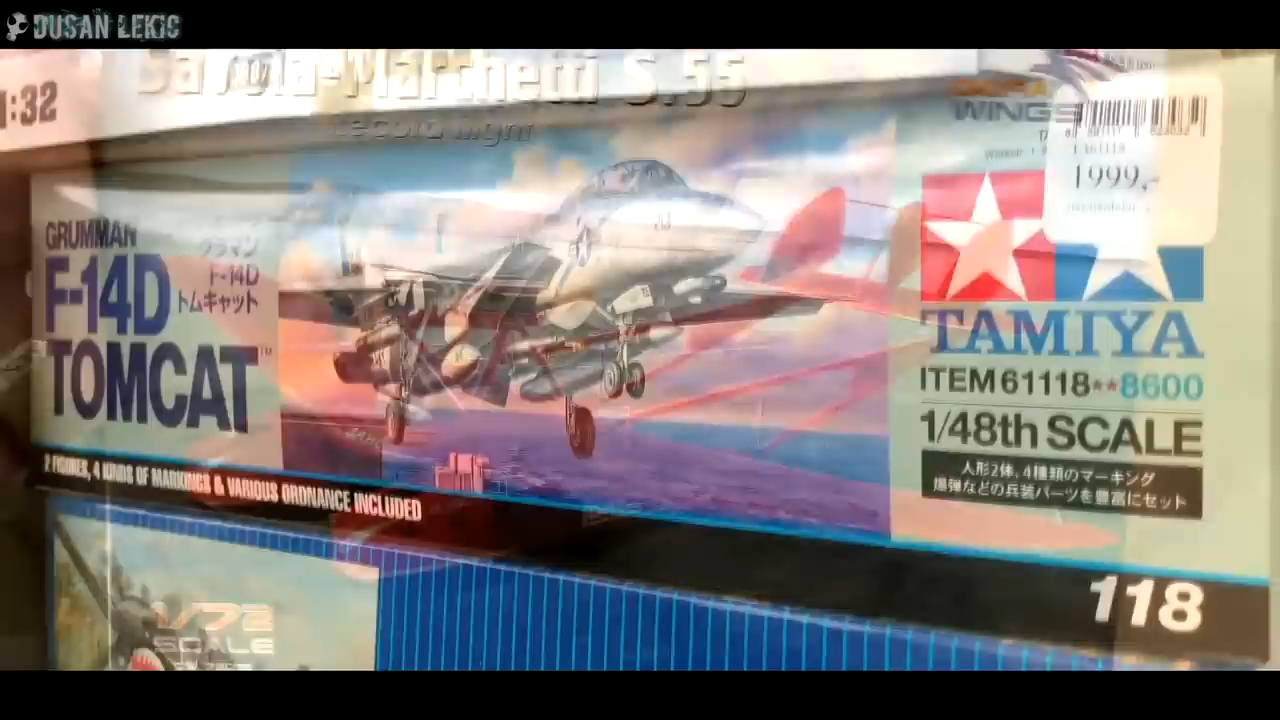 DUSAN LEKIC
1:32
Savoia-Marchetti S.55
Record flight
WINGS
1999,-
GRUMMAN
F-14D
TOMCAT™
グラマン
F-14D
トムキャット
TAMIYA
ITEM 61118**8600
1/48th SCALE
人形2体、4種類のマーキング
爆弾などの兵装パーツを豊富にセット
2 FIGURES, 4 KINDS OF MARKINGS & VARIOUS ORDNANCE INCLUDED
118
1/72
SCALE